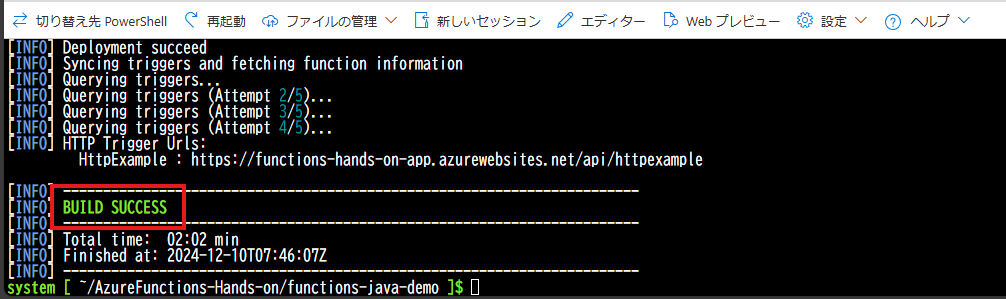 切り替え先 PowerShell 再起動 ファイルの管理 新しいセッション エディター Web プレビュー 設定 ヘルプ
[INFO] Deployment succeed
[INFO] Syncing triggers and fetching function information
[INFO] Querying triggers...
[INFO] Querying triggers (Attempt 2/5)...
[INFO] Querying triggers (Attempt 3/5)...
[INFO] Querying triggers (Attempt 4/5)...
[INFO] HTTP Trigger Urls:
HttpExample : https://functions-hands-on-app.azurewebsites.net/api/httpexample
[INFO] ------------------------------------------------------------------------
[INFO] BUILD SUCCESS
[INFO] ------------------------------------------------------------------------
[INFO] Total time:  02:02 min
[INFO] Finished at: 2024-12-10T07:46:07Z
[INFO] ------------------------------------------------------------------------
system [ ~/AzureFunctions-Hands-on/functions-java-demo ]$